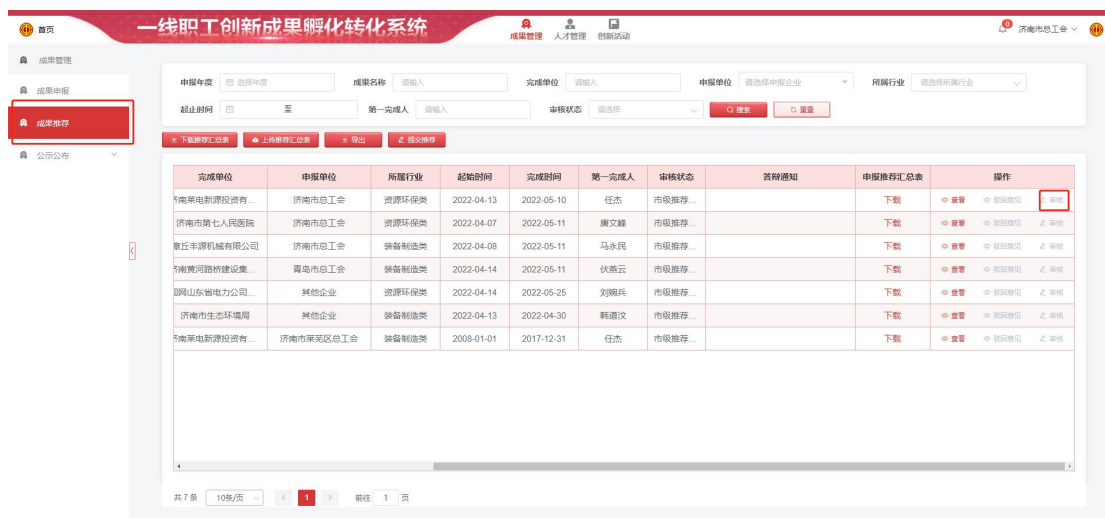 首页 一线职工创新成果孵化转化系统 成果管理 人才管理 创新活动 济南市总工会
成果管理
成果申报
成果推荐
公示公布
申报年度 选择年度 成果名称 请输入 完成单位 请输入 申报单位 请选择申报企业 所属行业 请选择所属行业
起止时间 至 第一完成人 请输入 审核状态 请选择 搜索 重置
下载推荐汇总表 上传推荐汇总表 导出 提交推荐
完成单位 申报单位 所属行业 起始时间 完成时间 第一完成人 审核状态 答辩通知 申报推荐汇总表 操作
南莱电新源投资有... 济南市总工会 资源环保类 2022-04-13 2022-05-10 任杰 市级推荐... 下载 查看 驳回意见 审核
济南市第七人民医院 济南市总工会 资源环保类 2022-04-07 2022-05-11 唐文峰 市级推荐... 下载 查看 驳回意见 审核
丘丰源机械有限公司 济南市总工会 装备制造类 2022-04-08 2022-05-11 马永民 市级推荐... 下载 查看 驳回意见 审核
南黄河路桥建设集... 青岛市总工会 装备制造类 2022-04-14 2022-05-11 伏燕云 市级推荐... 下载 查看 驳回意见 审核
网山东省电力公司... 其他企业 资源环保类 2022-04-14 2022-05-25 刘婉兵 市级推荐... 下载 查看 驳回意见 审核
济南市生态环境局 其他企业 装备制造类 2022-04-13 2022-04-30 韩道汶 市级推荐... 下载 查看 驳回意见 审核
南莱电新源投资有... 济南市莱芜区总工会 装备制造类 2008-01-01 2017-12-31 任杰 市级推荐... 下载 查看 驳回意见 审核
共 7 条 10条/页 1 前往 1 页